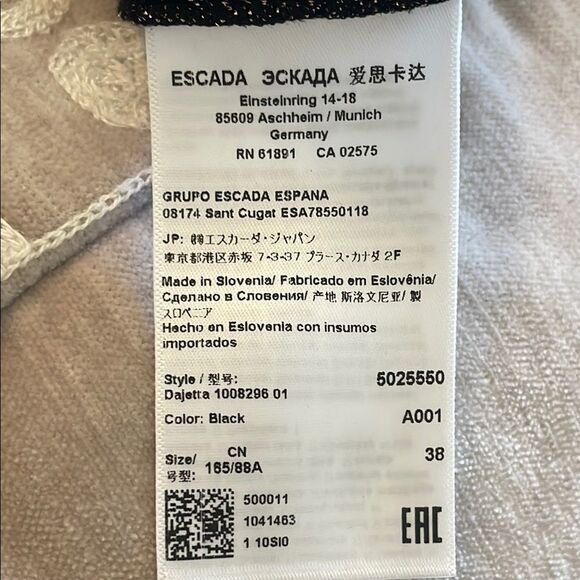 ESCADA ЭСКАДА 爱思卡达
Einsteinring 14-18
85609 Aschheim / Munich
Germany
RN 61891 CA 02575
GRUPO ESCADA ESPANA
08174 Sant Cugat ESA78550118
JP: ㈱エスカーダ・ジャパン
東京都港区赤坂 7-3-37 プラース・カナダ 2F
Made in Slovenia/ Fabricado em Eslovênia/
Сделано в Словения/ 产地 斯洛文尼亚/ 製
スロベニア
Hecho en Eslovenia con insumos
importados
Style / 型号: 5025550
Dajetta 1008296 01
Color: Black A001
Size/ CN 38
号型: 165/88A
500011
1041463
1 10SI0
EAC